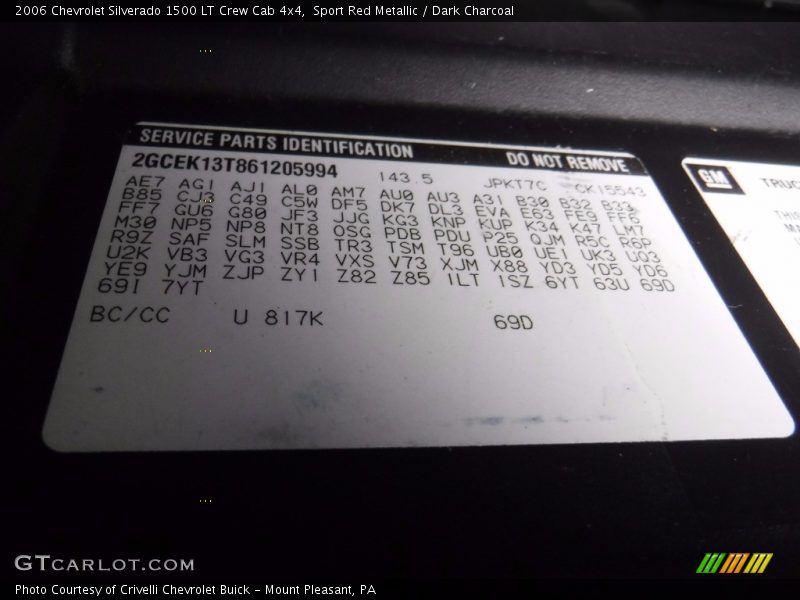 2006 Chevrolet Silverado 1500 LT Crew Cab 4x4, Sport Red Metallic / Dark Charcoal
SERVICE PARTS IDENTIFICATION DO NOT REMOVE
2GCEK13T861205994 143.5 JPKT7C CK15543
AE7 AG1 AJ1 AL0 AM7 AU0 AU3 A31 B30 B32 B33
B85 CJ3 C49 C5W DF5 DK7 DL3 EVA E63 FE9 FF6
FF7 GU6 G80 JF3 JJG KG3 KNP KUP K34 K47 LM7
M30 NP5 NP8 NT8 OSG PDB PDU P25 QJM R5C R6P
R9Z SAF SLM SSB TR3 TSM T96 UB0 UE1 UK3 UQ3
U2K VB3 VG3 VR4 VXS V73 XJM X88 YD3 YD5 YD6
YE9 YJM ZJP ZY1 Z82 Z85 1LT 1SZ 6YT 63U 69D
69I 7YT
BC/CC U 817K 69D
GM TRUC
THIS
MA
GTCARLOT.COM
Photo Courtesy of Crivelli Chevrolet Buick - Mount Pleasant, PA